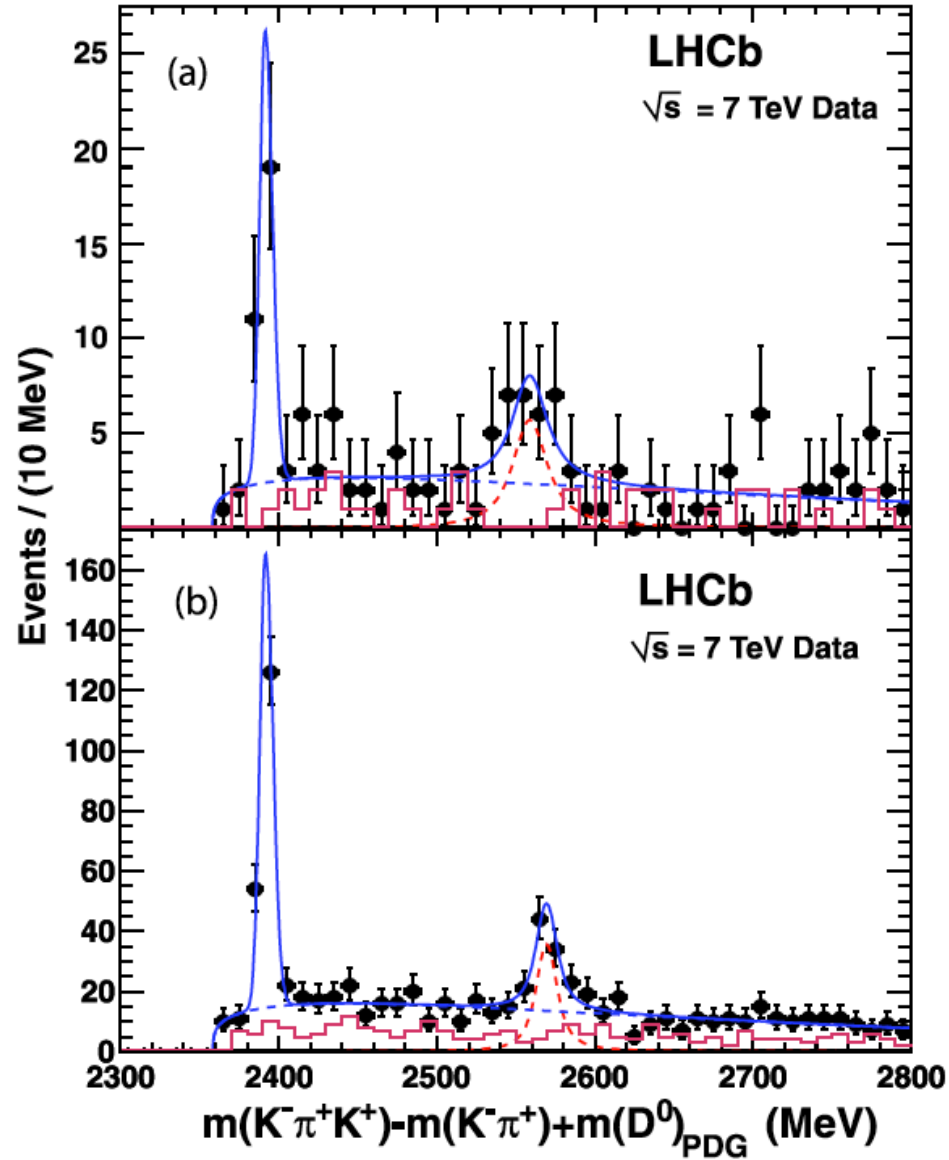 (a)
LHCb
√s = 7 TeV Data
25
20
15
10
5
Events / (10 MeV)
(b)
LHCb
√s = 7 TeV Data
160
140
120
100
80
60
40
20
0
2300 2400 2500 2600 2700 2800
m(K⁻π⁺K⁺)-m(K⁻π⁺)+m(D⁰)PDG (MeV)